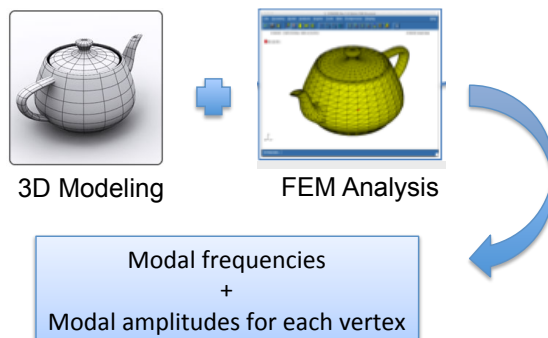 3D Modeling
FEM Analysis
Modal frequencies
+
Modal amplitudes for each vertex